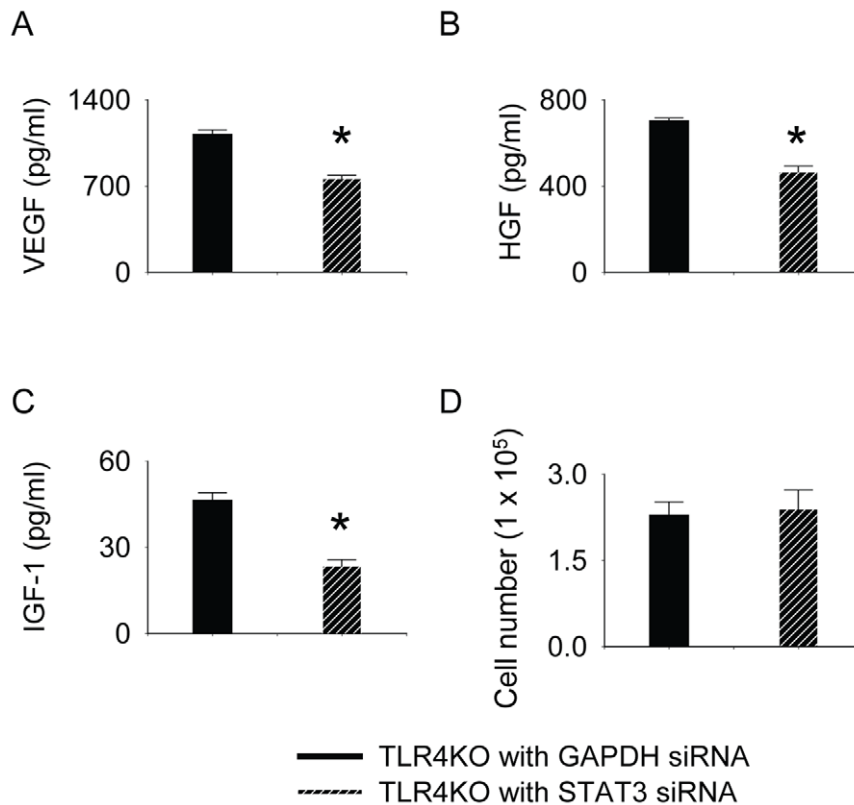 A
VEGF (pg/ml)
1400
700
0
*
B
HGF (pg/ml)
800
400
0
*
C
IGF-1 (pg/ml)
60
30
0
*
D
Cell number (1 x 10⁵)
3.0
1.5
0.0
TLR4KO with GAPDH siRNA
TLR4KO with STAT3 siRNA